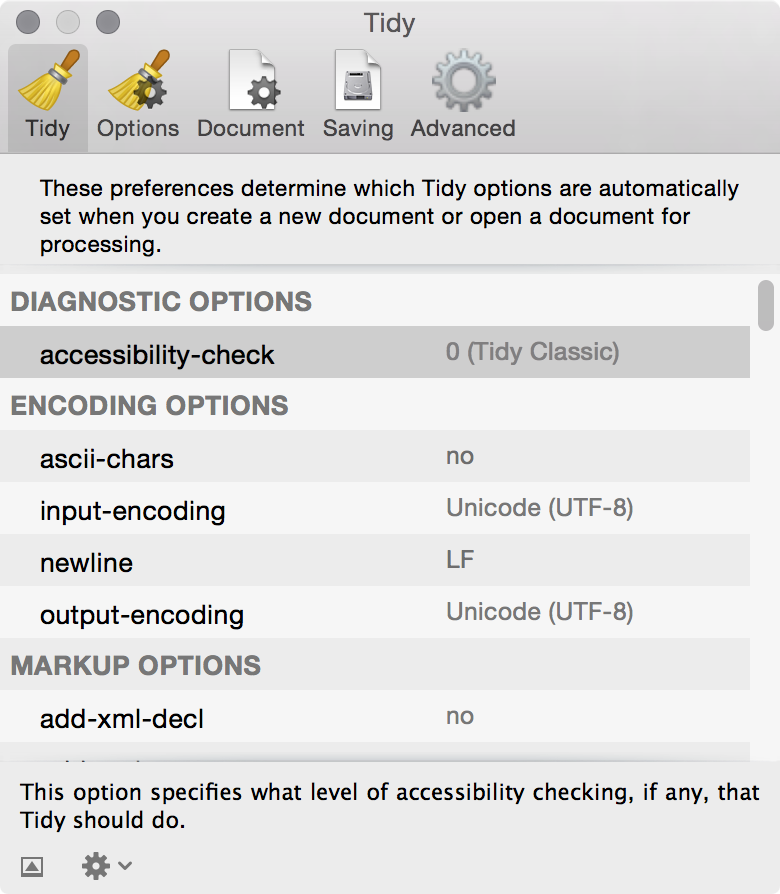 Tidy
Tidy Options Document Saving Advanced
These preferences determine which Tidy options are automatically
set when you create a new document or open a document for
processing.
DIAGNOSTIC OPTIONS
accessibility-check 0 (Tidy Classic)
ENCODING OPTIONS
ascii-chars no
input-encoding Unicode (UTF-8)
newline LF
output-encoding Unicode (UTF-8)
MARKUP OPTIONS
add-xml-decl no
This option specifies what level of accessibility checking, if any, that
Tidy should do.